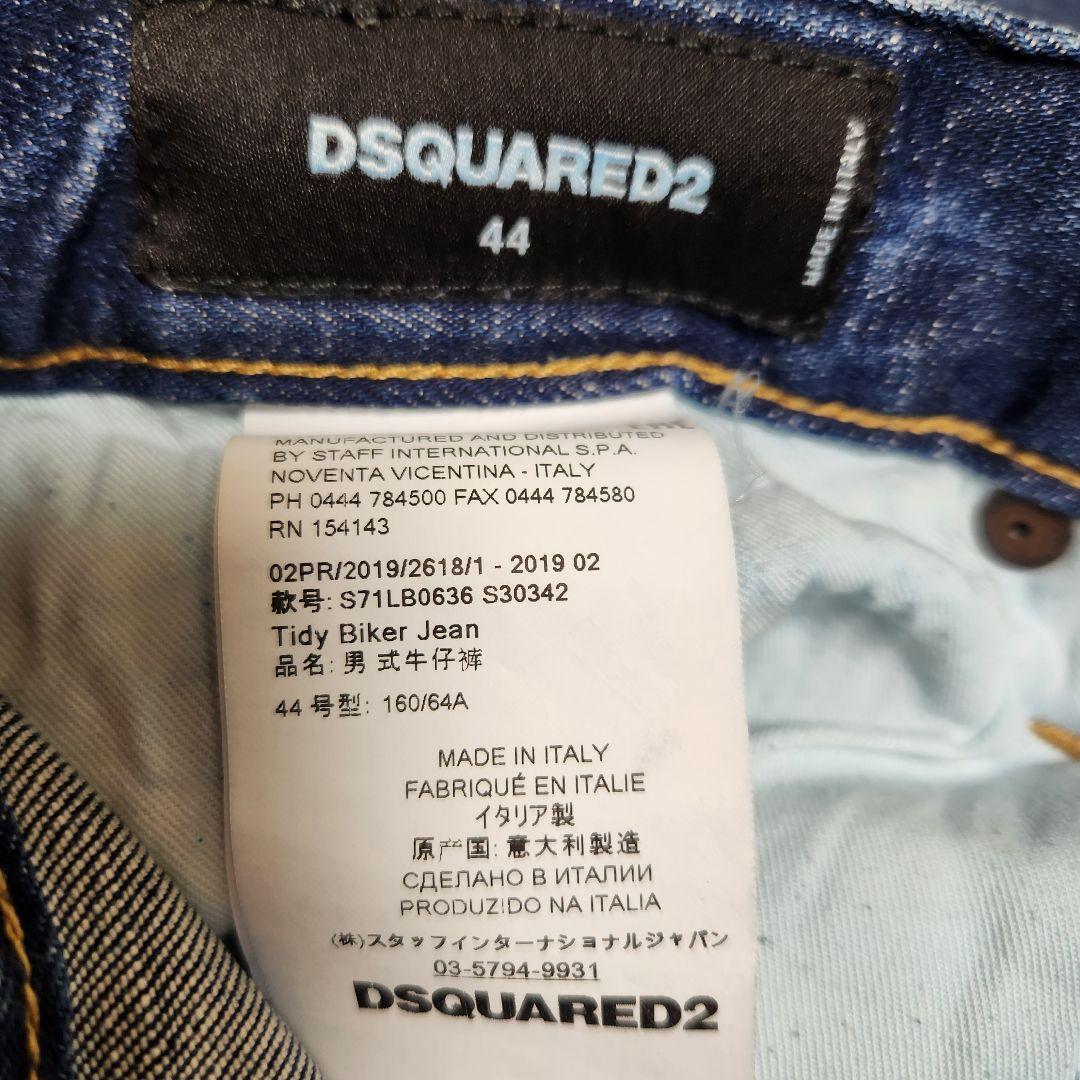 DSQUARED2
44
MADE IN ITALY
MANUFACTURED AND DISTRIBUTED
BY STAFF INTERNATIONAL S.P.A.
NOVENTA VICENTINA - ITALY
PH 0444 784500 FAX 0444 784580
RN 154143
02PR/2019/2618/1 - 2019 02
款号: S71LB0636 S30342
Tidy Biker Jean
品名: 男 式牛仔裤
44 号型: 160/64A
MADE IN ITALY
FABRIQUÉ EN ITALIE
イタリア製
原产国: 意大利製造
СДЕЛАНО В ИТАЛИИ
PRODUZIDO NA ITALIA
(株)スタッフインターナショナルジャパン
03-5794-9931
DSQUARED2